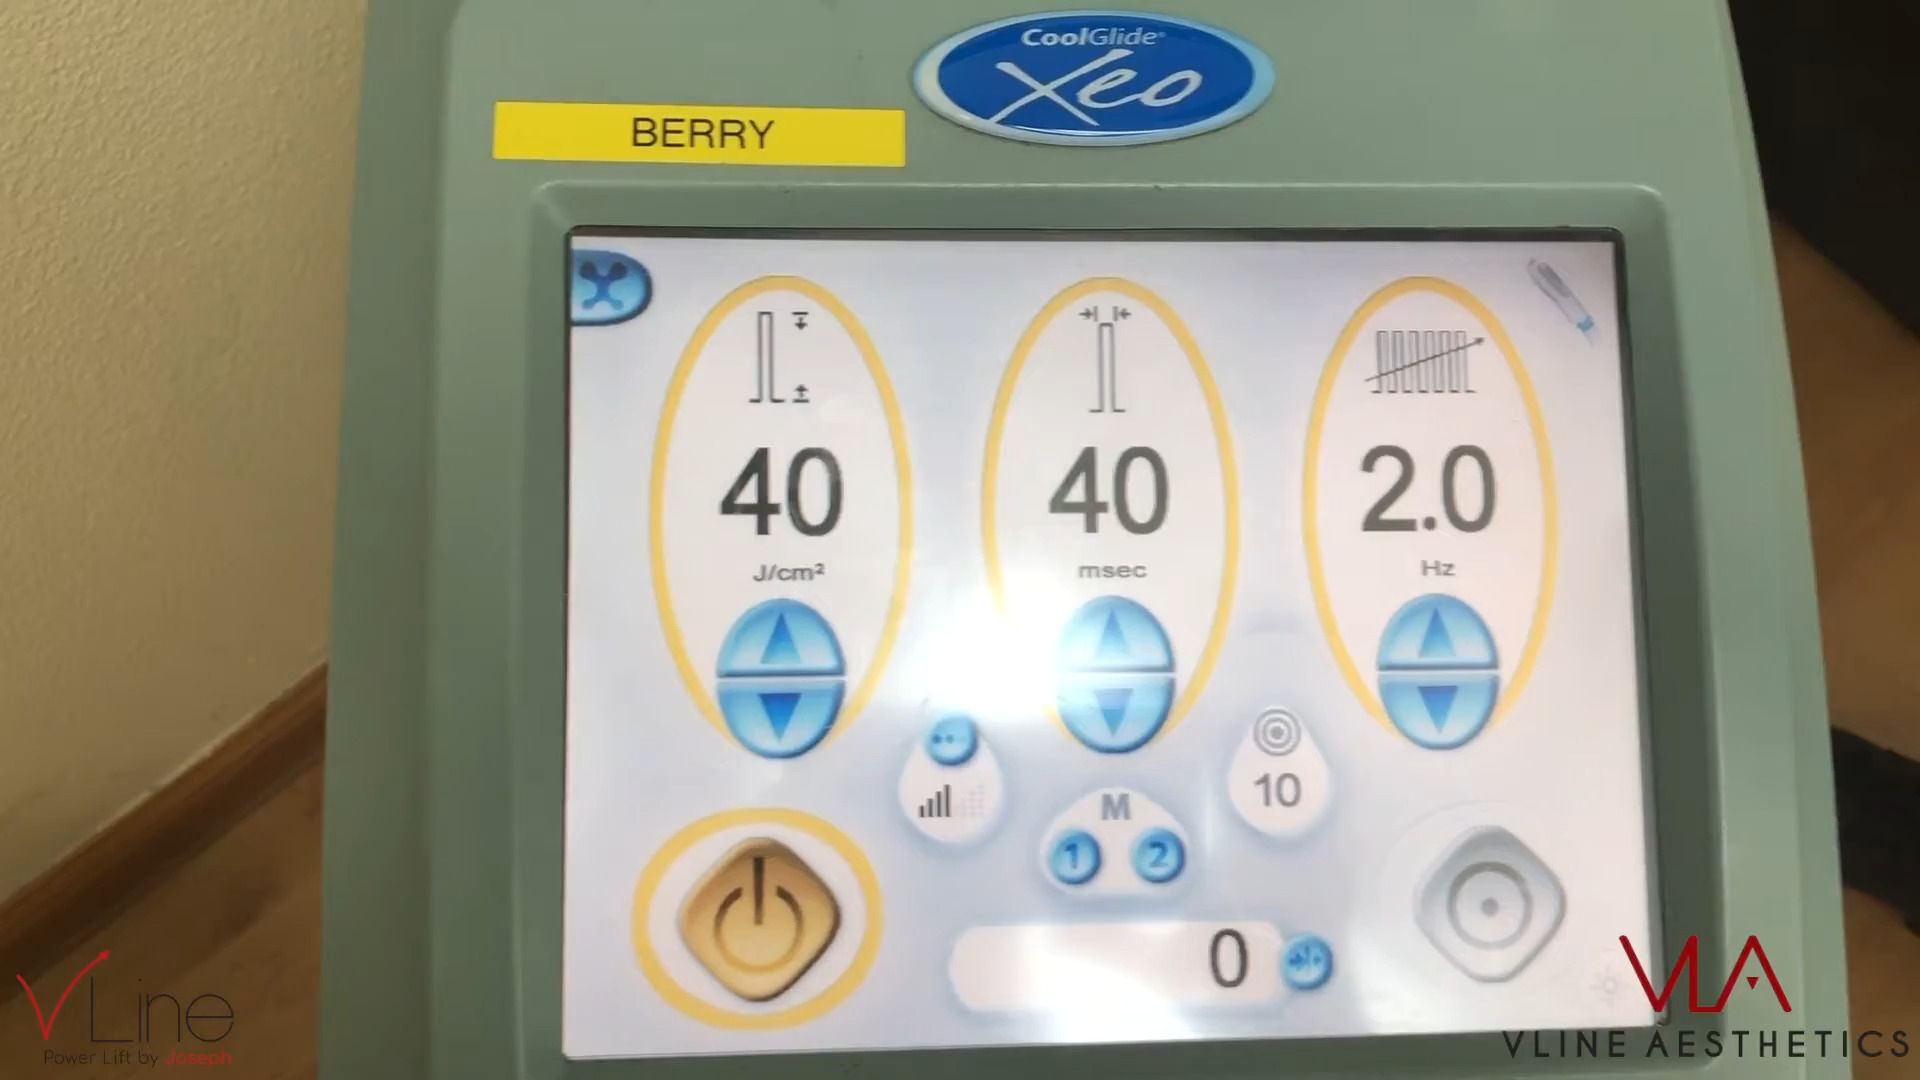 CoolGlide®
Xeo
BERRY
40
J/cm²
40
msec
2.0
Hz
10
M
1 2
0
VLine
Power Lift by Joseph
VLA
VLINE AESTHETICS